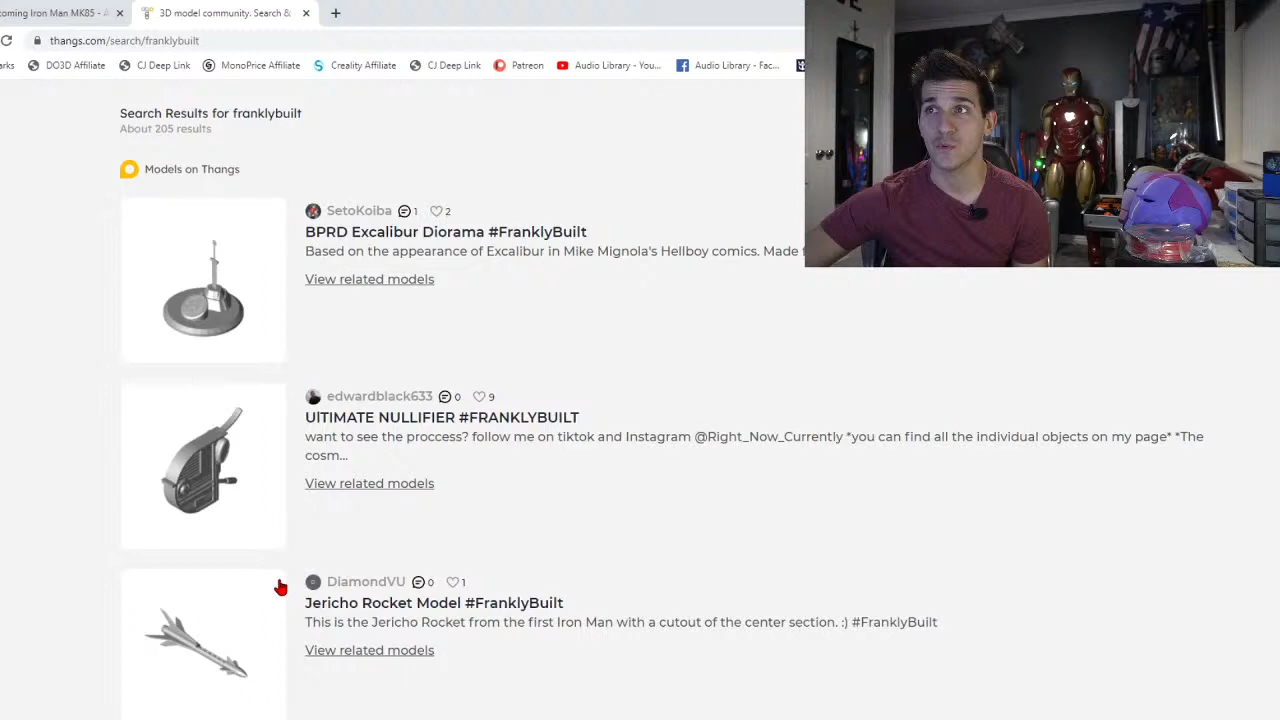 coming Iron Man MK85 - A
3D model community. Search &
thangs.com/search/franklybuilt
arks
DO3D Affiliate
CJ Deep Link
MonoPrice Affiliate
Creality Affiliate
CJ Deep Link
Patreon
Audio Library - You...
Audio Library - Fac...
Search Results for franklybuilt
About 205 results
Models on Thangs
SetoKoiba 1 2
BPRD Excalibur Diorama #FranklyBuilt
Based on the appearance of Excalibur in Mike Mignola's Hellboy comics. Made f
View related models
edwardblack633 0 9
UlTIMATE NULLIFIER #FRANKLYBUILT
want to see the proccess? follow me on tiktok and Instagram @Right_Now_Currently *you can find all the individual objects on my page* *The
cosm...
View related models
DiamondVU 0 1
Jericho Rocket Model #FranklyBuilt
This is the Jericho Rocket from the first Iron Man with a cutout of the center section. :) #FranklyBuilt
View related models